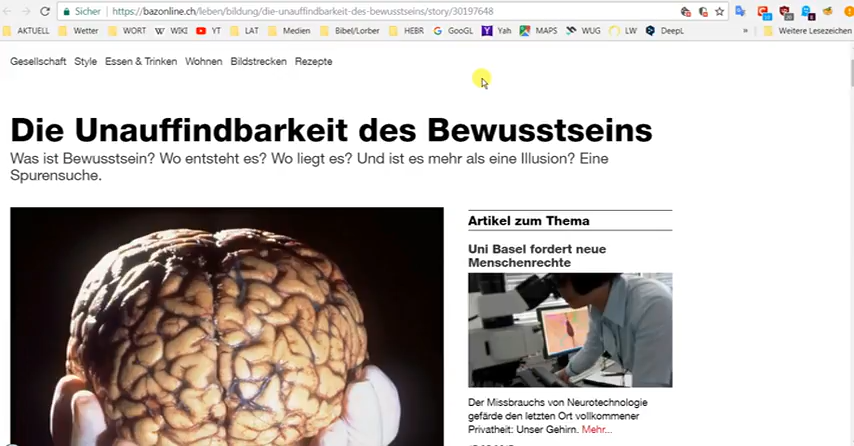 Sicher
https://bazonline.ch/leben/bildung/die-unauffindbarkeit-des-bewusstseins/story/30197648
AKTUELL Wetter WORT WIKI YT LAT Medien Bibel/Lorber HEBR GooGL Yah MAPS WUG LW DeepL » Weitere Lesezeichen
Gesellschaft Style Essen & Trinken Wohnen Bildstrecken Rezepte
Die Unauffindbarkeit des Bewusstseins
Was ist Bewusstsein? Wo entsteht es? Wo liegt es? Und ist es mehr als eine Illusion? Eine
Spurensuche.
Artikel zum Thema
Uni Basel fordert neue
Menschenrechte
Der Missbrauchs von Neurotechnologie
gefärde den letzten Ort vollkommener
Privatheit: Unser Gehirn. Mehr...